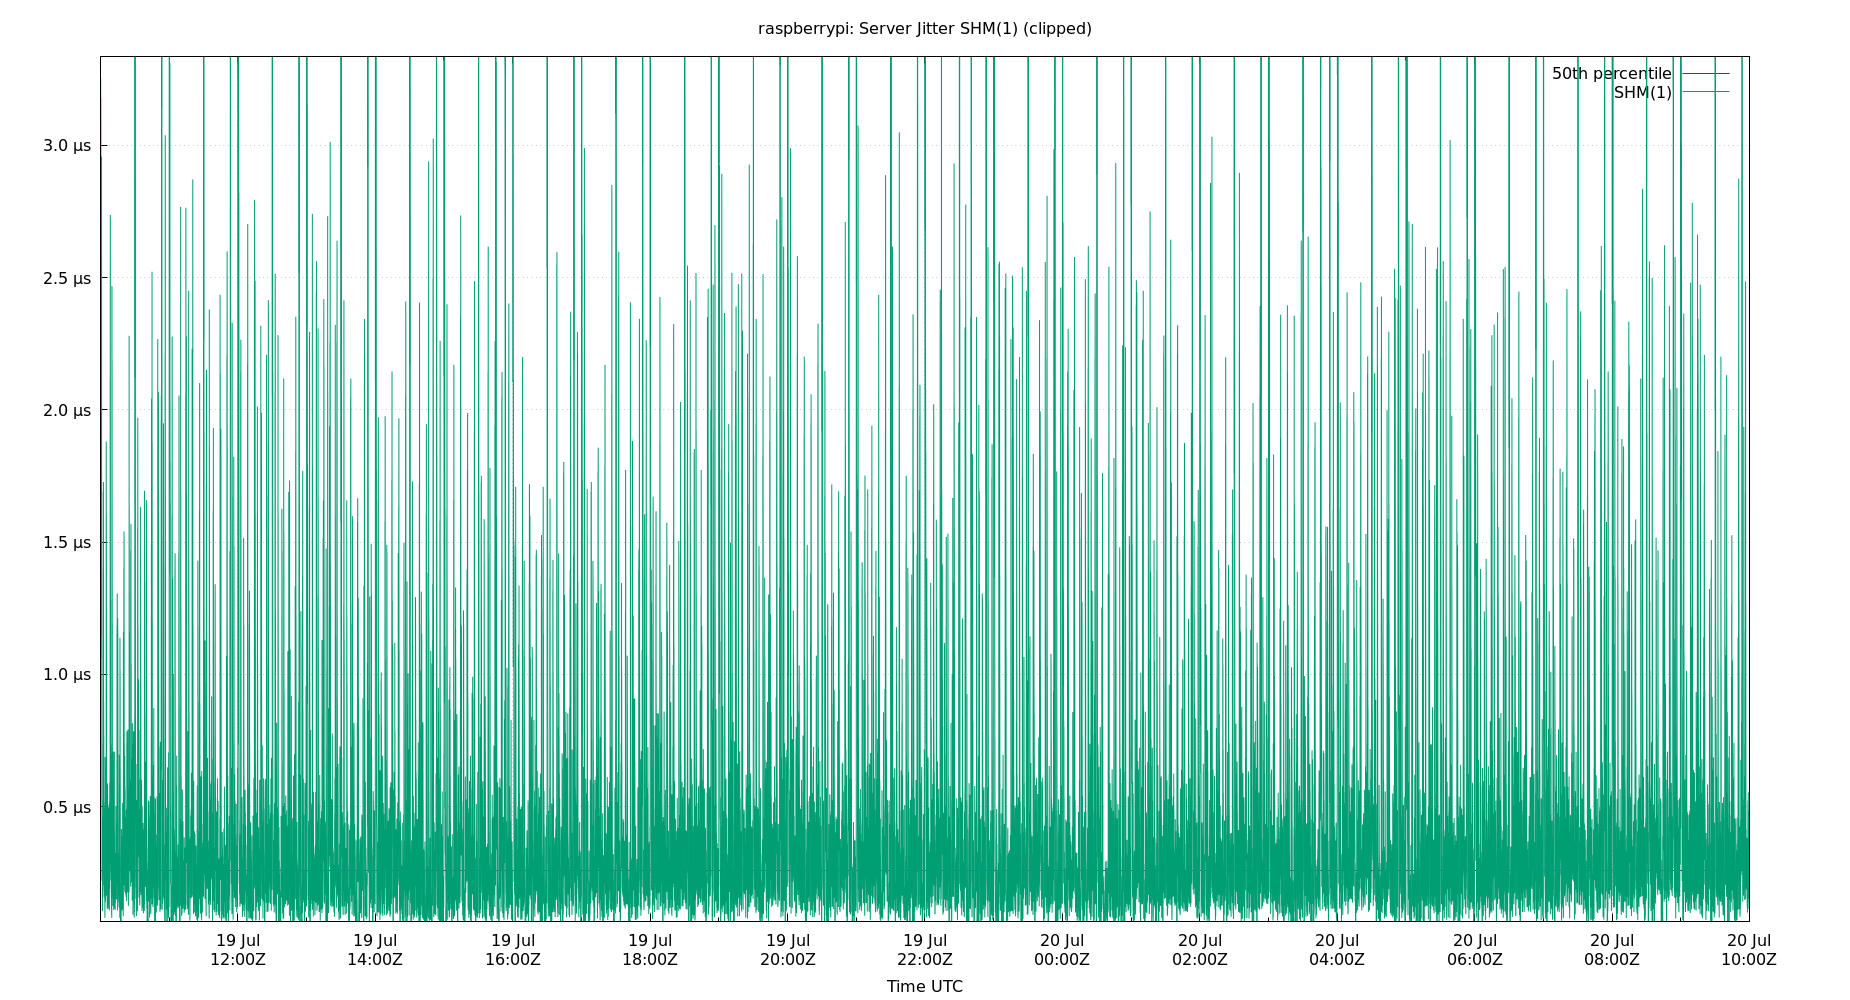 raspberrypi: Server Jitter SHM(1) (clipped)
50th percentile
SHM(1)
3.0 μs
2.5 μs
2.0 μs
1.5 μs
1.0 μs
0.5 μs
19 Jul 19 Jul 19 Jul 19 Jul 19 Jul 19 Jul 20 Jul 20 Jul 20 Jul 20 Jul 20 Jul 20 Jul
12:00Z 14:00Z 16:00Z 18:00Z 20:00Z 22:00Z 00:00Z 02:00Z 04:00Z 06:00Z 08:00Z 10:00Z
Time UTC